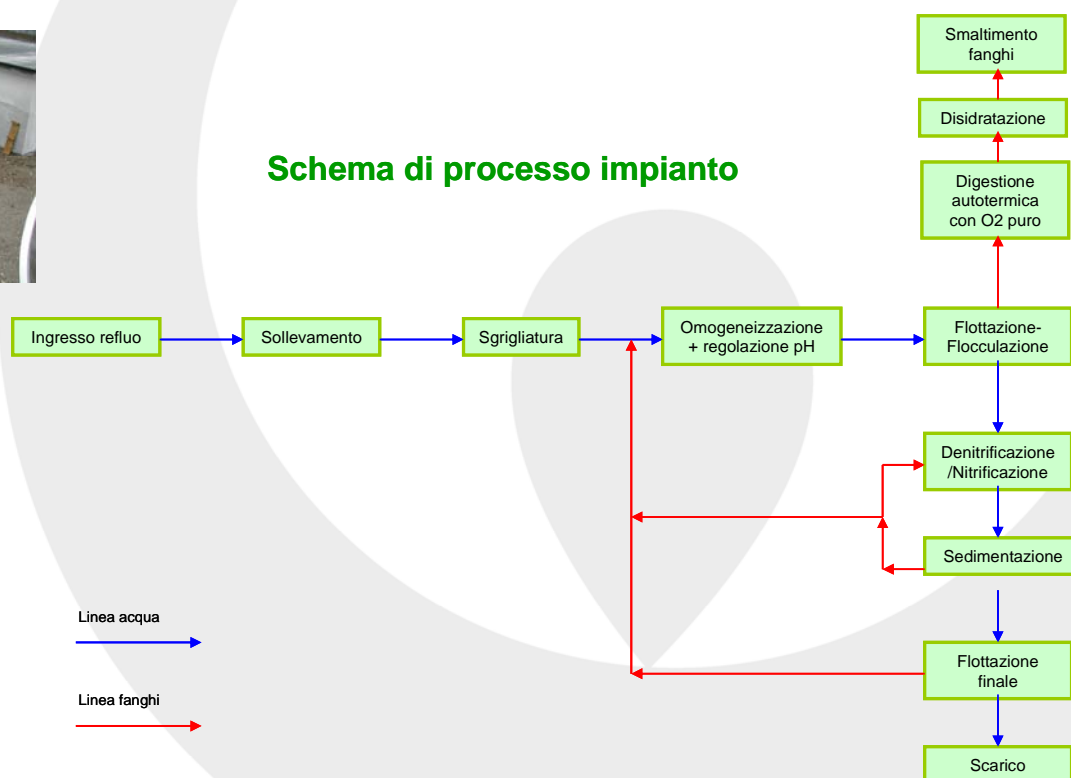 Smaltimento
fanghi
Disidratazione
Schema di processo impianto
Digestione
autotermica
con O2 puro
Ingresso refluo
Sollevamento
Sgrigliatura
Omogeneizzazione
+ regolazione pH
Flottazione-
Flocculazione
Denitrificazione
/Nitrificazione
Sedimentazione
Linea acqua
Flottazione
finale
Linea fanghi
Scarico